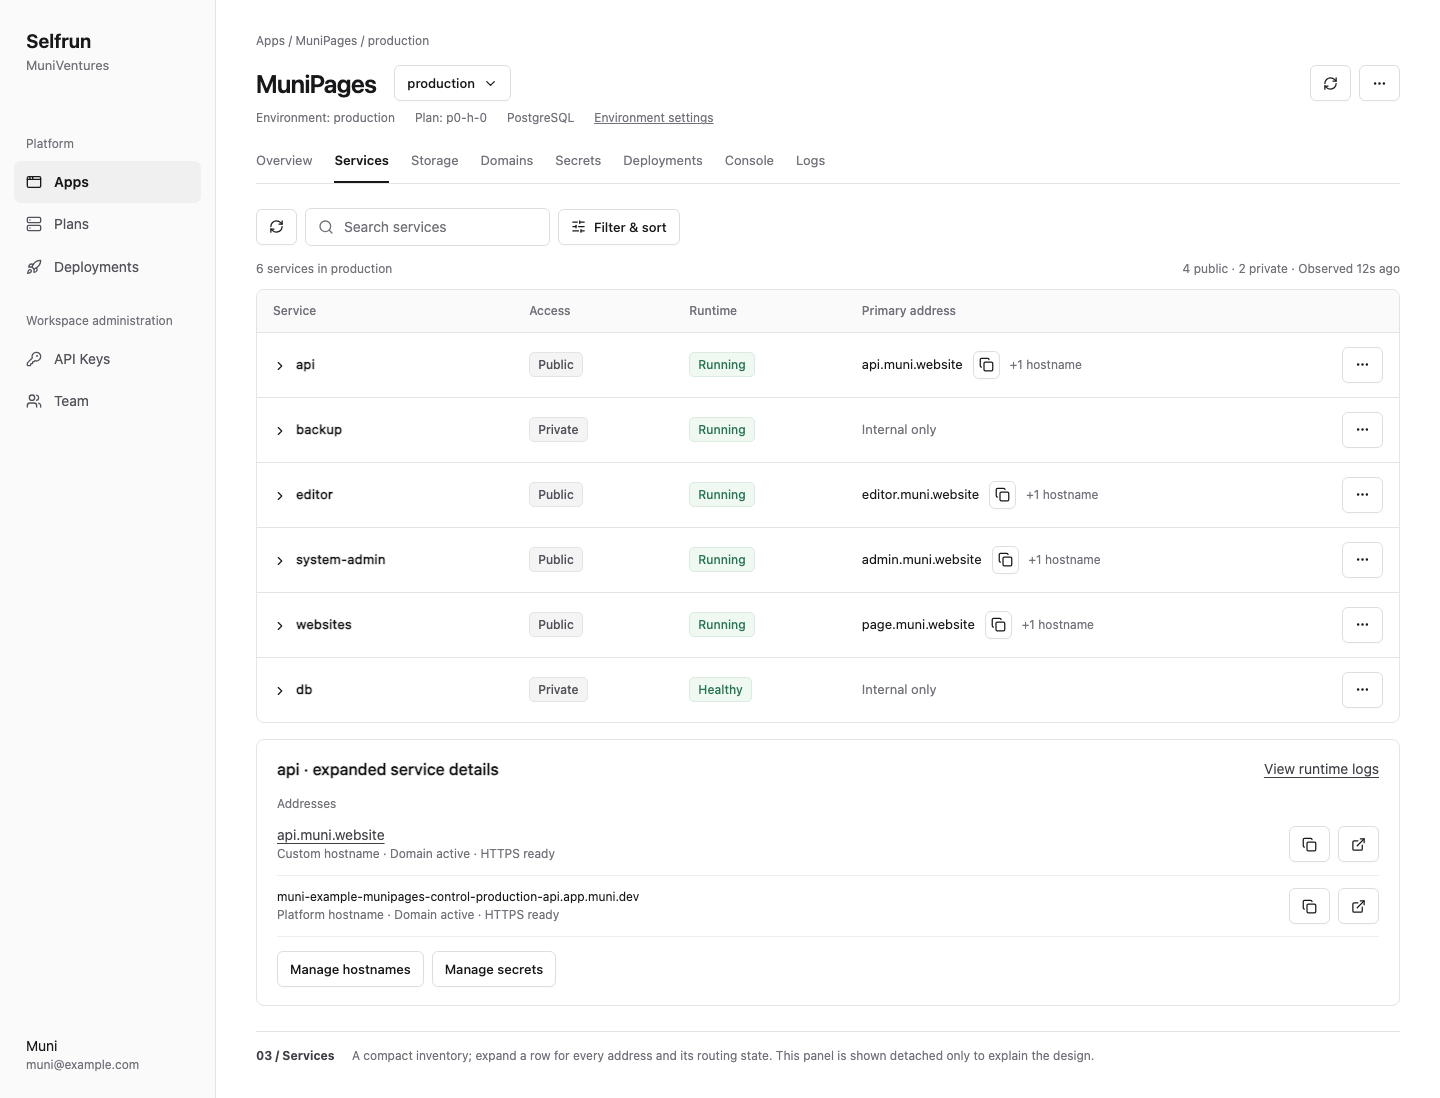 Selfrun
MuniVentures
Platform
Apps
Plans
Deployments
Workspace administration
API Keys
Team
Muni
muni@example.com
Apps / MuniPages / production
MuniPages production
Environment: production Plan: p0-h-0 PostgreSQL Environment settings
Overview Services Storage Domains Secrets Deployments Console Logs
Search services Filter & sort
6 services in production 4 public · 2 private · Observed 12s ago
Service Access Runtime Primary address
api Public Running api.muni.website +1 hostname
backup Private Running Internal only
editor Public Running editor.muni.website +1 hostname
system-admin Public Running admin.muni.website +1 hostname
websites Public Running page.muni.website +1 hostname
db Private Healthy Internal only
api · expanded service details View runtime logs
Addresses
api.muni.website
Custom hostname · Domain active · HTTPS ready
muni-example-munipages-control-production-api.app.muni.dev
Platform hostname · Domain active · HTTPS ready
Manage hostnames Manage secrets
03 / Services A compact inventory; expand a row for every address and its routing state. This panel is shown detached only to explain the design.